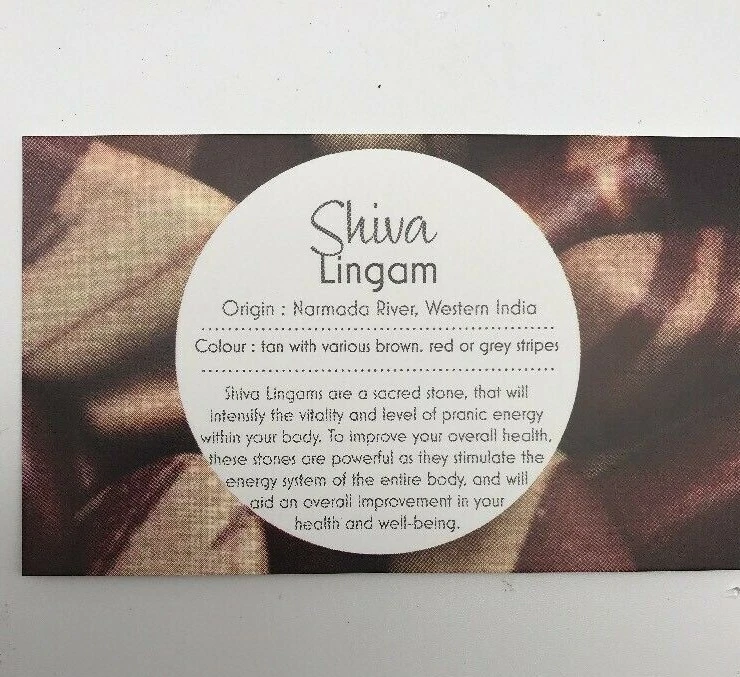 Shiva
Lingam
Origin : Narmada River, Western India
Colour : tan with various brown. red or grey stripes
Shiva Lingams are a sacred stone, that will
intensify the vitality and level of pranic energy
within your body. To improve your overall health,
these stones are powerful as they stimulate the
energy system of the entire body, and will
aid an overall improvement in your
health and well-being.